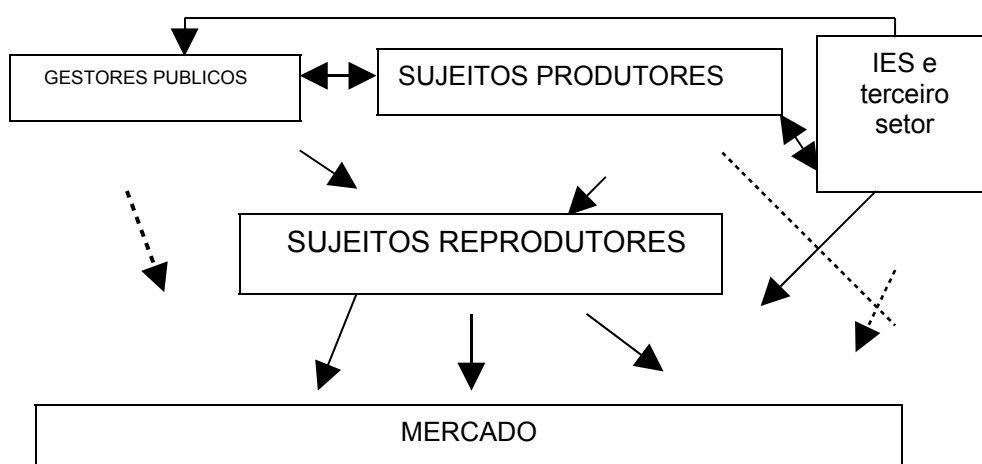 GESTORES PUBLICOS
SUJEITOS PRODUTORES
IES e
terceiro
setor
SUJEITOS REPRODUTORES
MERCADO